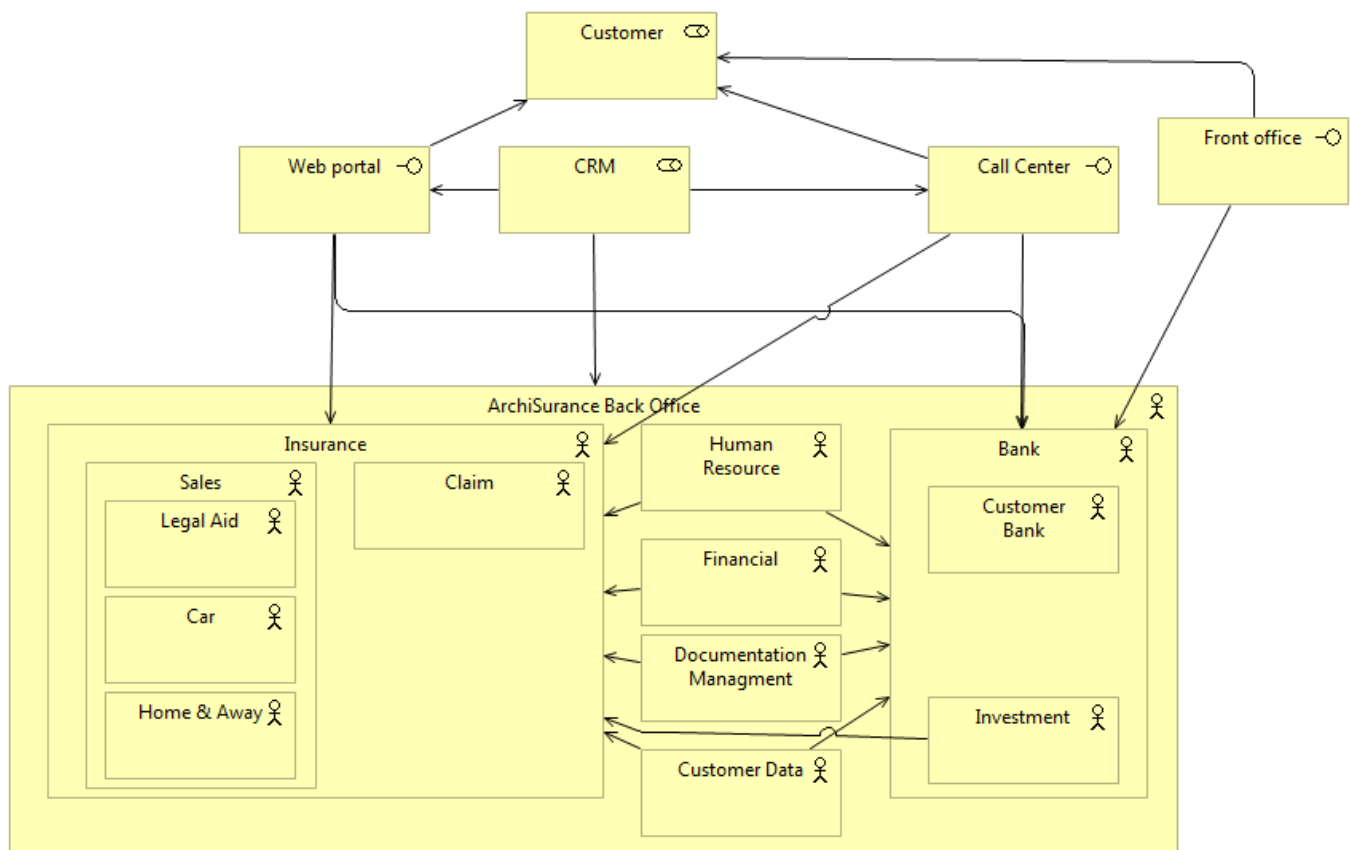 Customer
Front office
Web portal
CRM
Call Center
ArchiSurance Back Office
Insurance
Human
Resource
Bank
Sales
Claim
Legal Aid
Customer
Bank
Financial
Car
Documentation
Managment
Home & Away
Investment
Customer Data